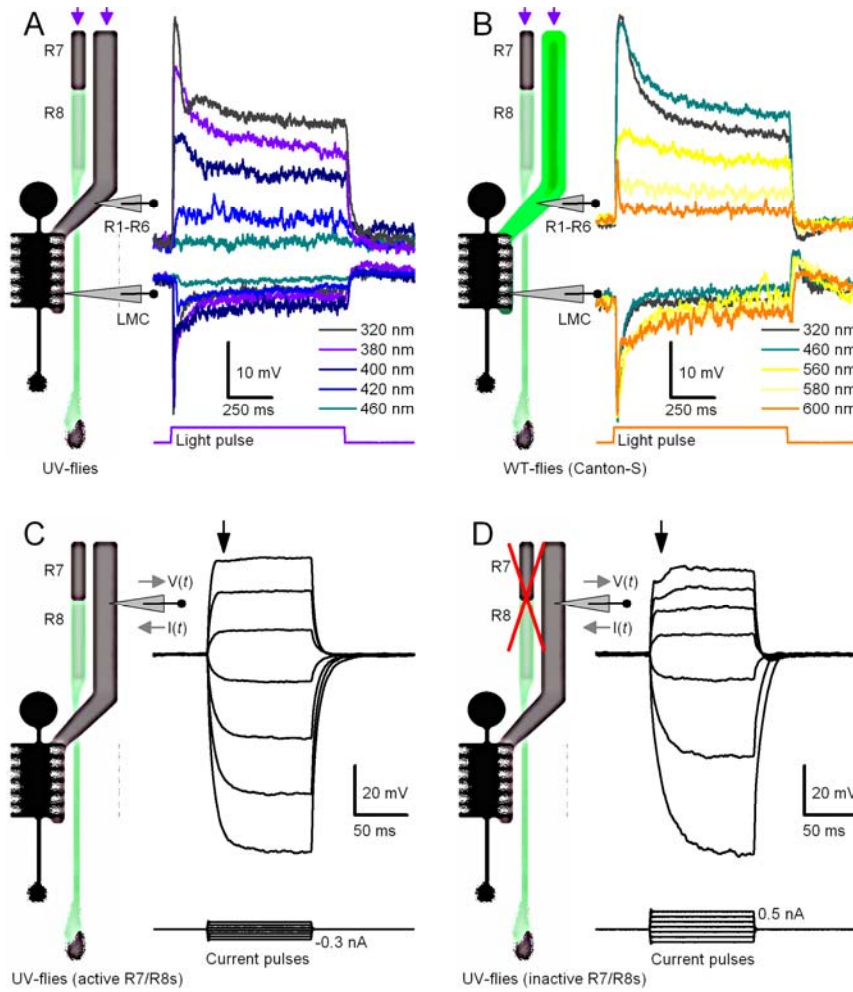 A
R7
R8
R1-R6
LMC
320 nm
380 nm
400 nm
420 nm
460 nm
10 mV
250 ms
Light pulse
UV-flies
B
R7
R8
R1-R6
LMC
320 nm
460 nm
560 nm
580 nm
600 nm
10 mV
250 ms
Light pulse
WT-flies (Canton-S)
C
R7
R8
V(t)
I(t)
20 mV
50 ms
-0.3 nA
Current pulses
UV-flies (active R7/R8s)
D
R7
R8
V(t)
I(t)
20 mV
50 ms
0.5 nA
Current pulses
UV-flies (inactive R7/R8s)